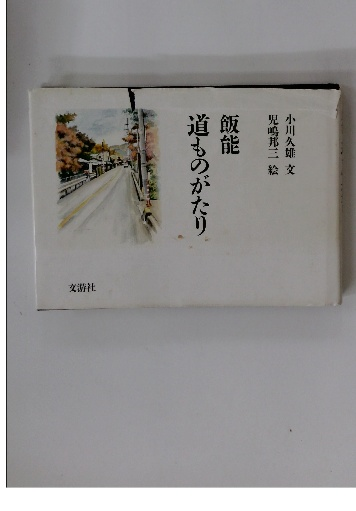 小川久雄 文
児嶋邦三 絵
飯能
道ものがたり
文游社